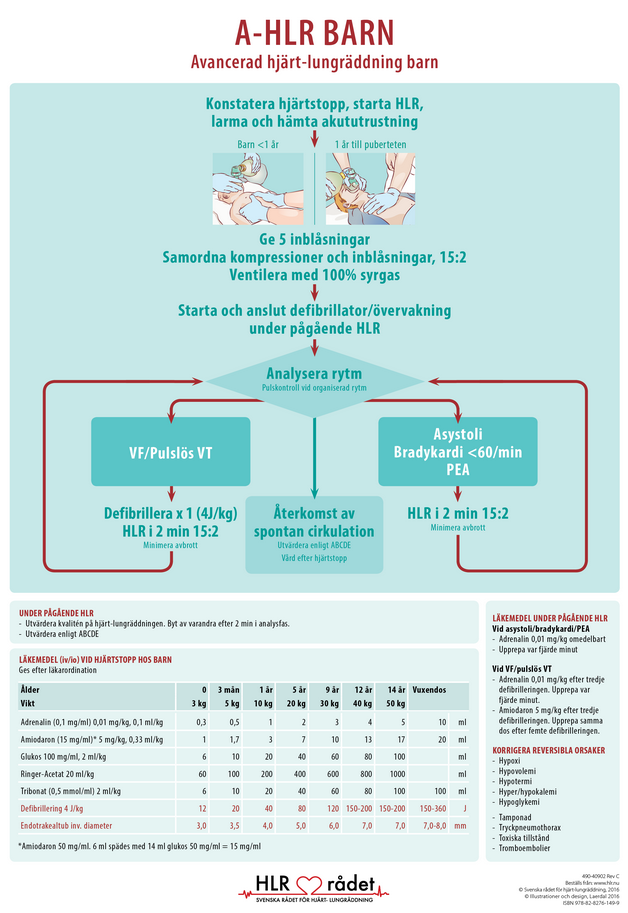 A-HLR BARN
Avancerad hjärt-lungräddning barn
Konstatera hjärtstopp, starta HLR,
larma och hämta akututrustning
Barn <1 år
1 år till puberteten
Ge 5 inblåsningar
Samordna kompressioner och inblåsningar, 15:2
Ventilera med 100% syrgas
Starta och anslut defibrillator/övervakning
under pågående HLR
Analysera rytm
Pulskontroll vid organiserad rytm
VF/Pulslös VT
Asystoli
Bradykardi <60/min
PEA
Defibrillera x 1 (4J/kg)
HLR i 2 min 15:2
Minimera avbrott
Återkomst av
spontan cirkulation
Utvärdera enligt ABCDE
Vård efter hjärtstopp
HLR i 2 min 15:2
Minimera avbrott
UNDER PÅGÅENDE HLR
- Utvärdera kvalitén på hjärt-lungräddningen. Byt av varandra efter 2 min i analysfas.
- Utvärdera enligt ABCDE
LÄKEMEDEL (iv/io) VID HJÄRTSTOPP HOS BARN
Ges efter läkarordination
Ålder 0 3 mån 1 år 5 år 9 år 12 år 14 år Vuxendos
Vikt 3 kg 5 kg 10 kg 20 kg 30 kg 40 kg 50 kg
Adrenalin (0,1 mg/ml) 0,01 mg/kg, 0,1 ml/kg 0,3 0,5 1 2 3 4 5 10 ml
Amiodaron (15 mg/ml)* 5 mg/kg, 0,33 ml/kg 1 1,7 3 7 10 13 17 20 ml
Glukos 100 mg/ml, 2 ml/kg 6 10 20 40 60 80 100 ml
Ringer-Acetat 20 ml/kg 60 100 200 400 600 800 1000 ml
Tribonat (0,5 mmol/ml) 2 ml/kg 6 10 20 40 60 80 100 100 ml
Defibrillering 4 J/kg 12 20 40 80 120 150-200 150-200 150-360 J
Endotrakealtub inv. diameter 3,0 3,5 4,0 5,0 6,0 7,0 7,0 7,0-8,0 mm
*Amiodaron 50 mg/ml. 6 ml spädes med 14 ml glukos 50 mg/ml = 15 mg/ml
LÄKEMEDEL UNDER PÅGÅENDE HLR
Vid asystoli/bradykardi/PEA
- Adrenalin 0,01 mg/kg omedelbart
- Upprepa var fjärde minut
Vid VF/pulslös VT
- Adrenalin 0,01 mg/kg efter tredje
defibrilleringen. Upprepa var
fjärde minut.
- Amiodaron 5 mg/kg efter tredje
defibrilleringen. Upprepa samma
dos efter femte defibrilleringen.
KORRIGERA REVERSIBLA ORSAKER
- Hypoxi
- Hypovolemi
- Hypotermi
- Hyper/hypokalemi
- Hypoglykemi
- Tamponad
- Tryckpneumothorax
- Toxiska tillstånd
- Tromboembolier
HLR rådet
SVENSKA RÅDET FÖR HJÄRT- LUNGRÄDDNING
490-40902 Rev C
Beställs från: www.hlr.nu
© Svenska rådet för hjärt-lungräddning, 2016
© Illustrationer och design, Laerdal 2016
ISBN 978-82-8276-149-9